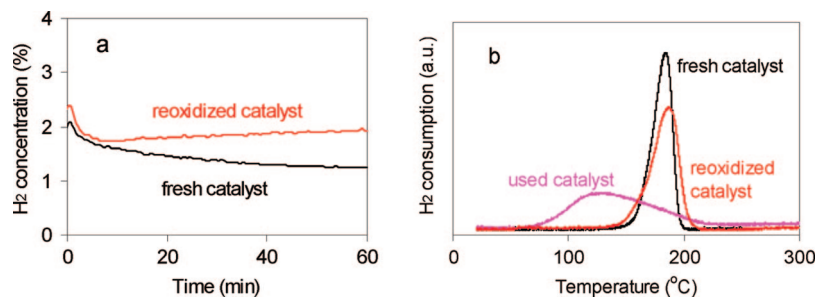 a
H2 concentration (%)
4
3
2
1
0
reoxidized catalyst
fresh catalyst
0
20
40
60
Time (min)
b
H2 consumption (a.u.)
fresh catalyst
used catalyst
reoxidized
catalyst
0
100
200
300
Temperature (°C)